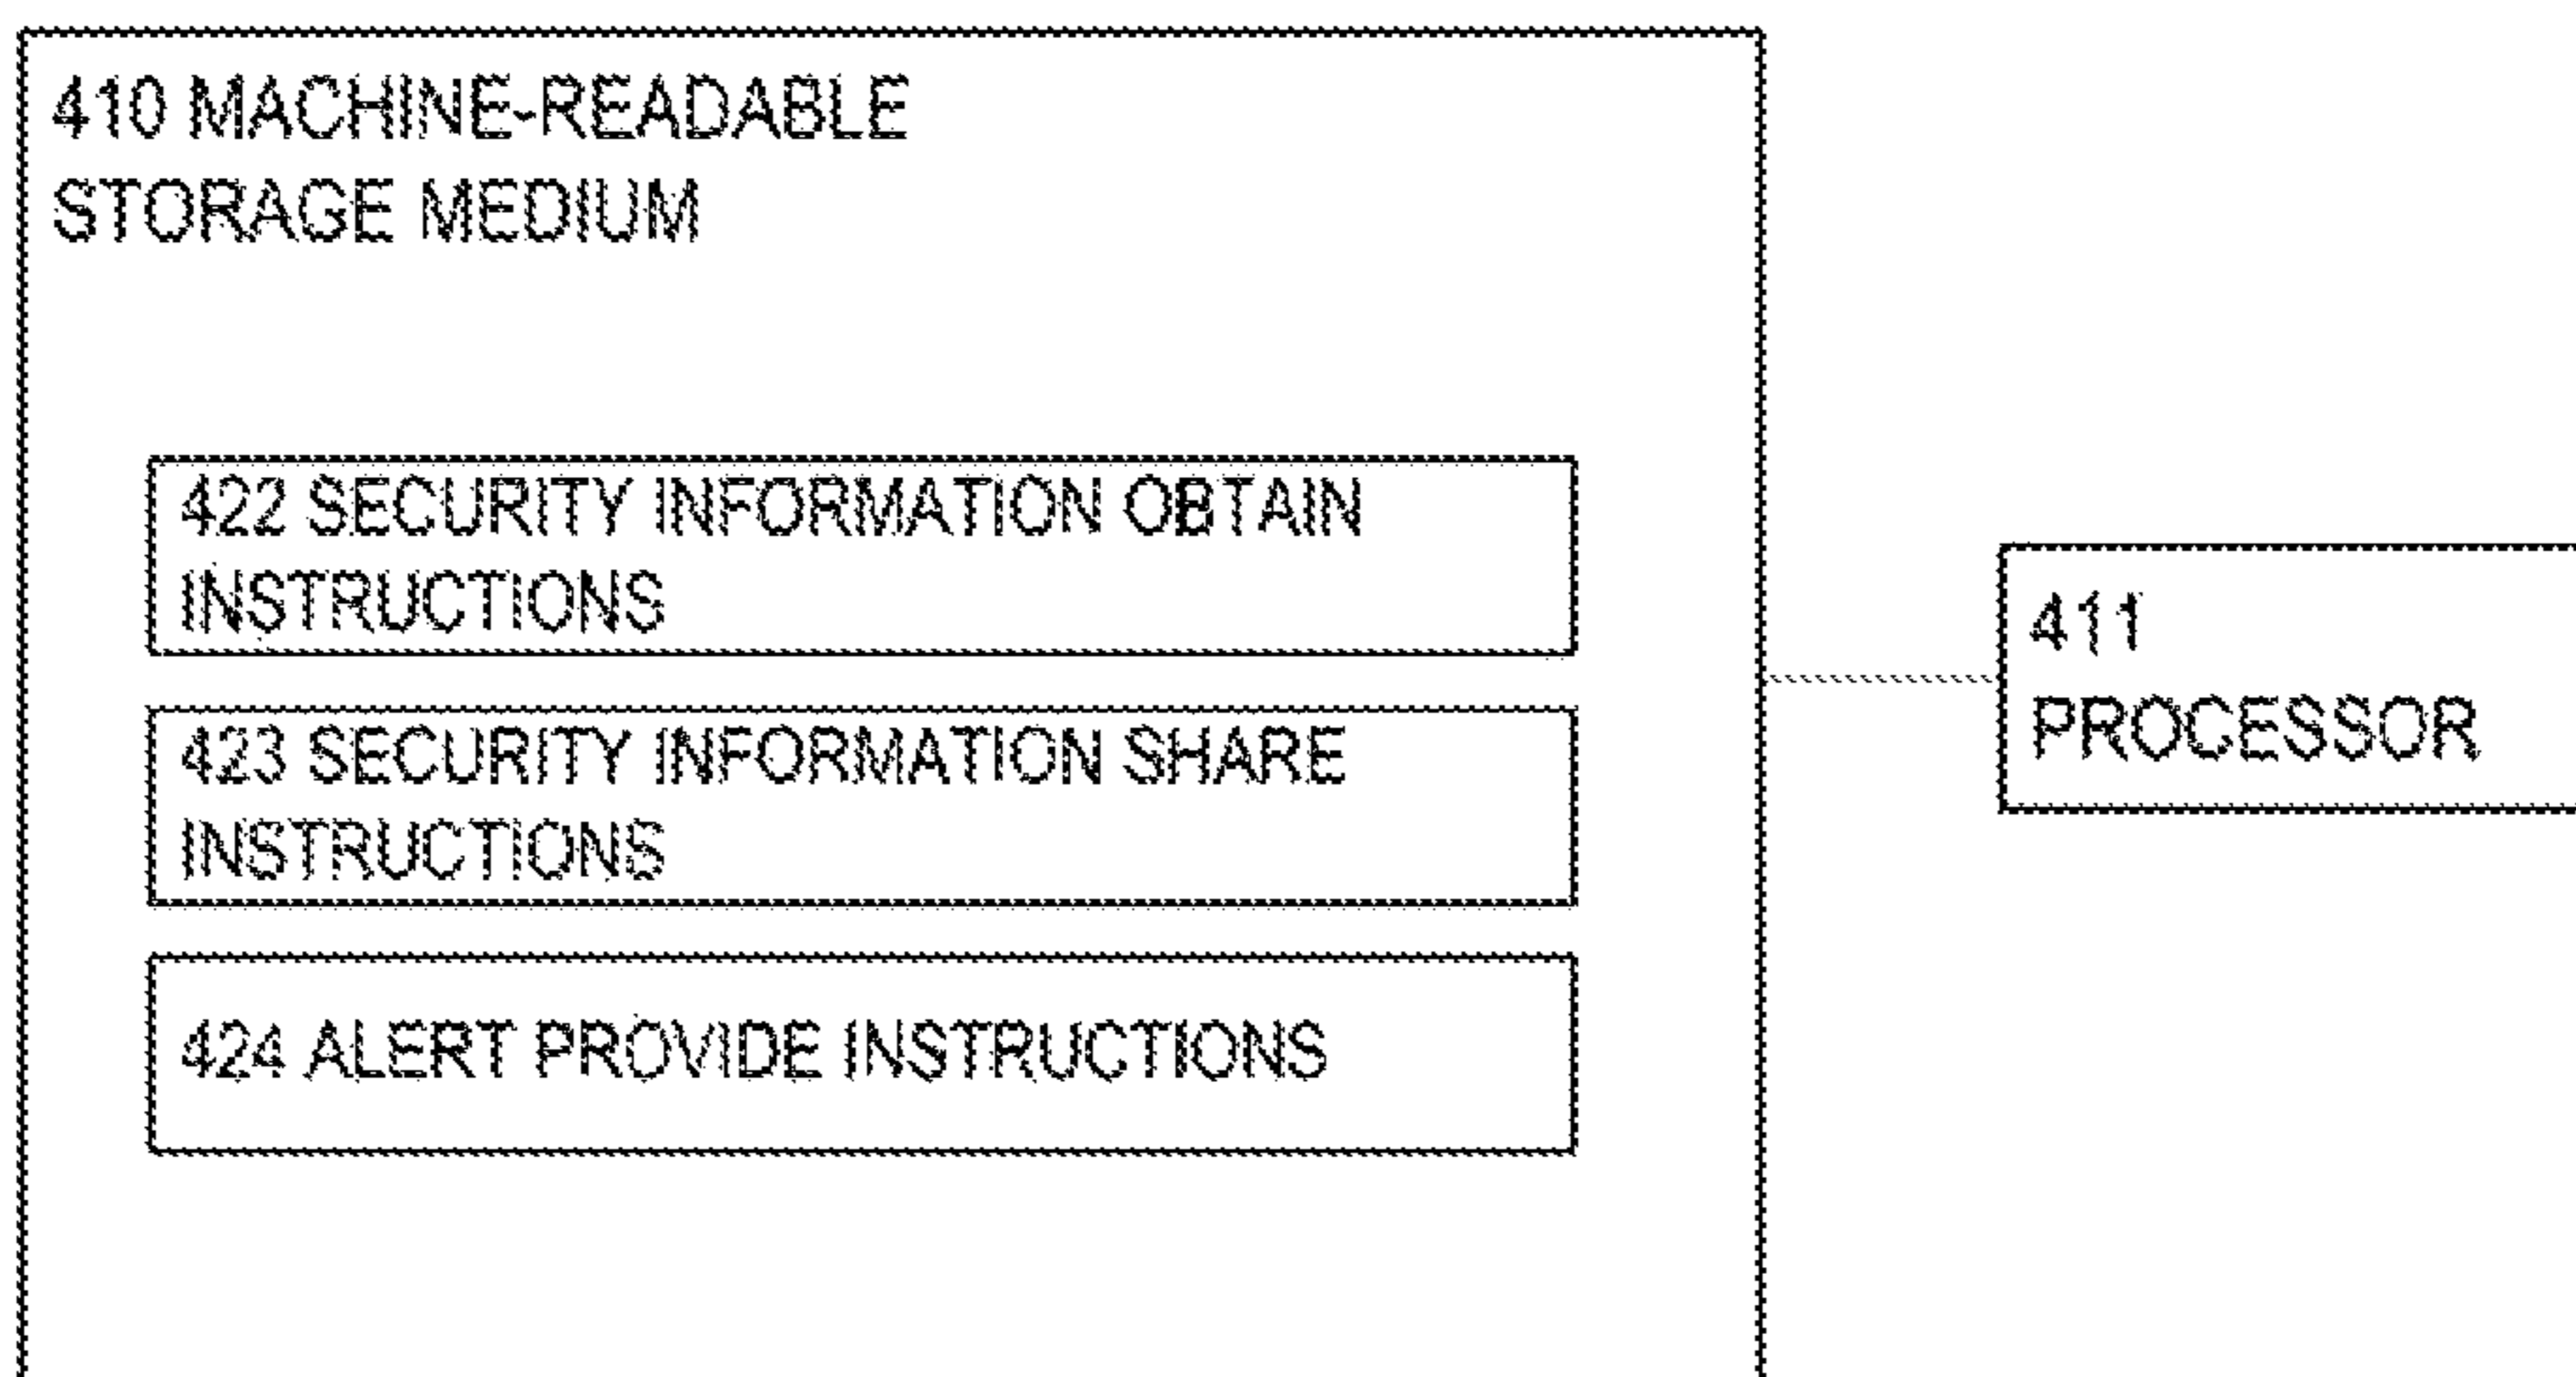 410 MACHINE-READABLE
STORAGE MEDIUM
422 SECURITY INFORMATION OBTAIN
INSTRUCTIONS
423 SECURITY INFORMATION SHARE
INSTRUCTIONS
424 ALERT PROVIDE INSTRUCTIONS
411
PROCESSOR